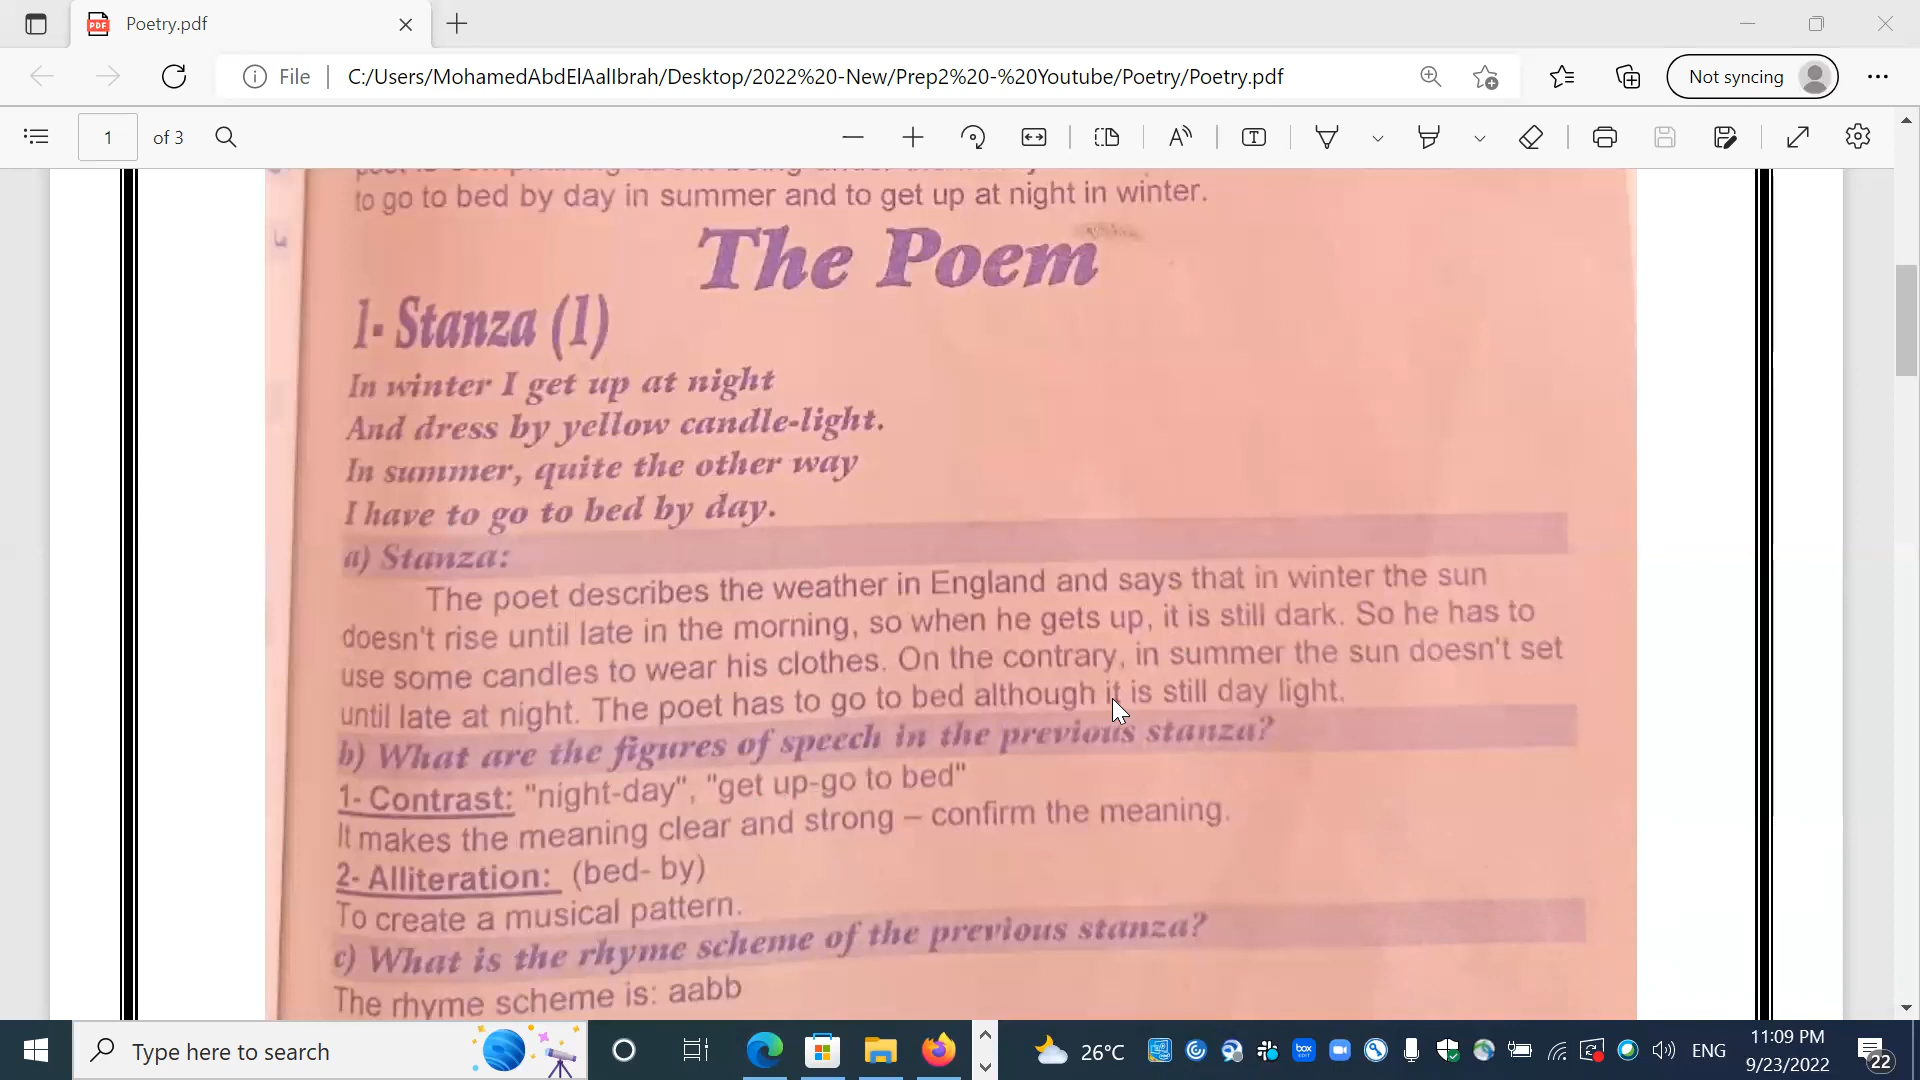 Poetry.pdf
File
C:/Users/MohamedAbdElAalIbrah/Desktop/2022%20-New/Prep2%20-%20Youtube/Poetry/Poetry.pdf
Not syncing
1 of 3
to go to bed by day in summer and to get up at night in winter.
The Poem
1- Stanza (1)
In winter I get up at night
And dress by yellow candle-light.
In summer, quite the other way
I have to go to bed by day.
a) Stanza:
The poet describes the weather in England and says that in winter the sun
doesn't rise until late in the morning, so when he gets up, it is still dark. So he has to
use some candles to wear his clothes. On the contrary, in summer the sun doesn't set
until late at night. The poet has to go to bed although it is still day light.
b) What are the figures of speech in the previous stanza?
1- Contrast: "night-day", "get up-go to bed"
It makes the meaning clear and strong – confirm the meaning.
2- Alliteration: (bed- by)
To create a musical pattern.
c) What is the rhyme scheme of the previous stanza?
The rhyme scheme is: aabb
Type here to search
26°C
ENG
11:09 PM
9/23/2022
22